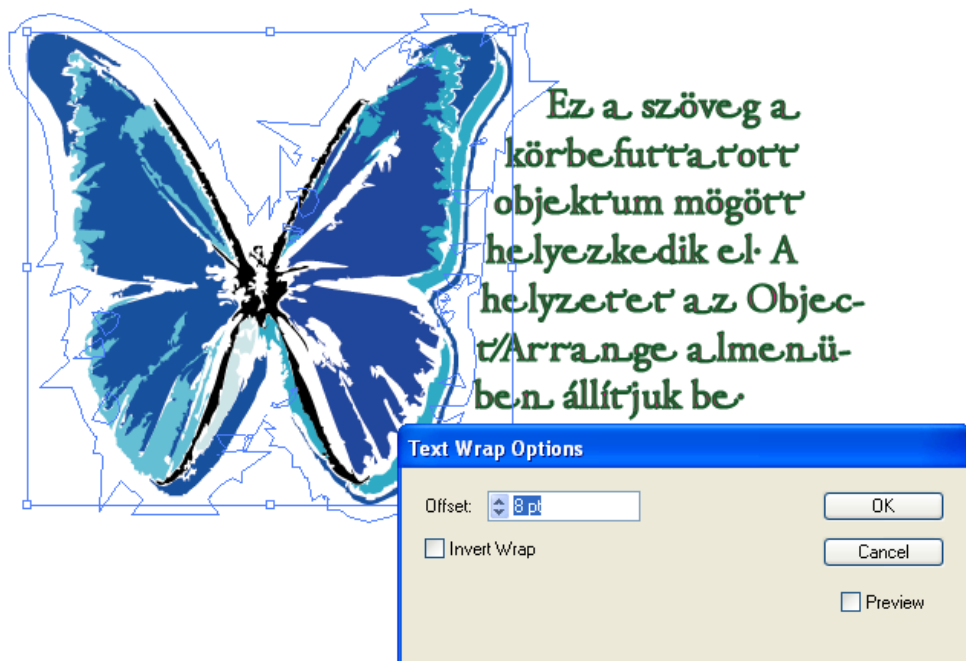 Ez a szöveg a
körbefuttatott
objektum mögött
helyezkedik el. A
helyzetet az Objec-
t/Arrange almenü-
ben állítjuk be.
Text Wrap Options
Offset: 8 pt
OK
Invert Wrap
Cancel
Preview